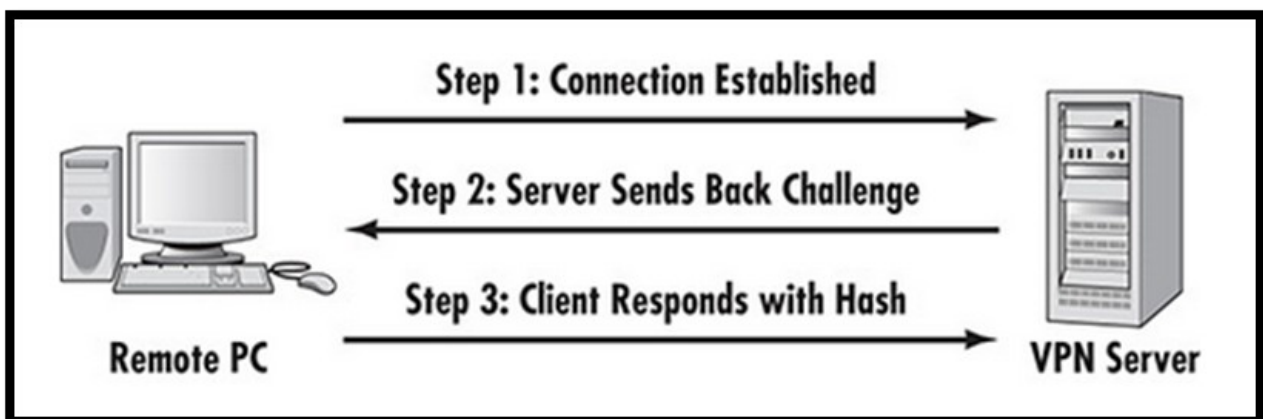 Step 1: Connection Established
Step 2: Server Sends Back Challenge
Step 3: Client Responds with Hash
Remote PC
VPN Server